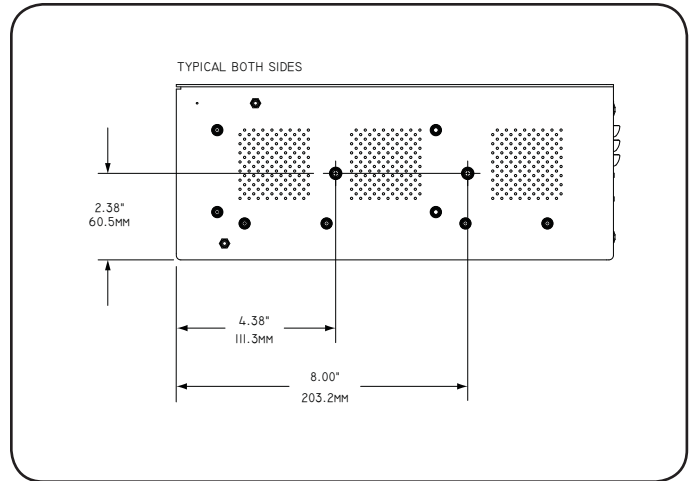 TYPICAL BOTH SIDES
2.38"
60.5MM
4.38"
111.3MM
8.00"
203.2MM